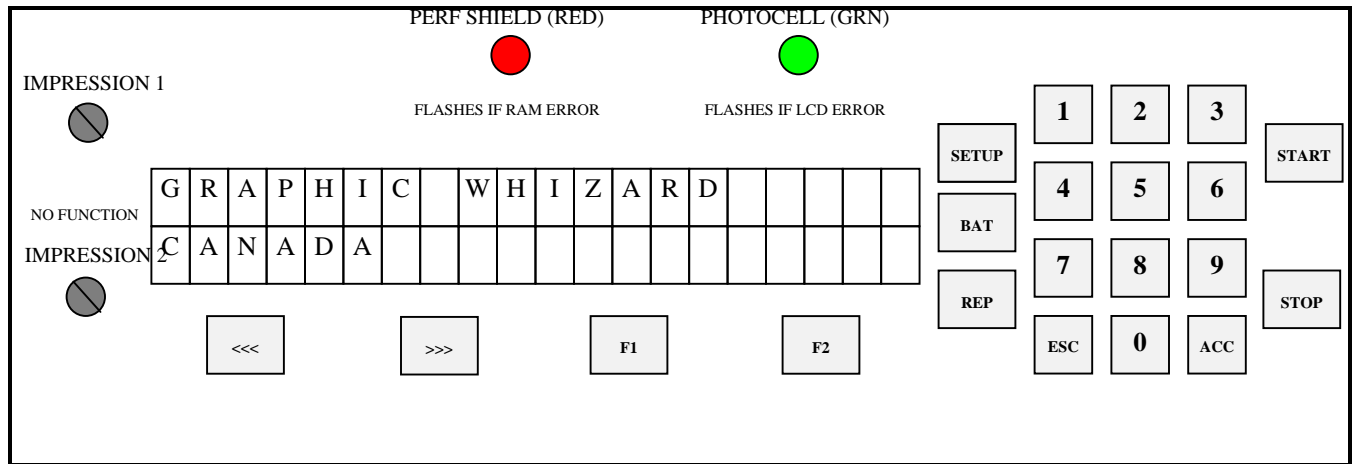 PERF SHIELD (RED) PHOTOCELL (GRN)
IMPRESSION 1
FLASHES IF RAM ERROR FLASHES IF LCD ERROR
1 2 3
SETUP START
GRAPHIC WHIZARD
4 5 6
NO FUNCTION
BAT
CANADA
IMPRESSION 2
7 8 9
REP STOP
<<< >>> F1 F2
ESC 0 ACC